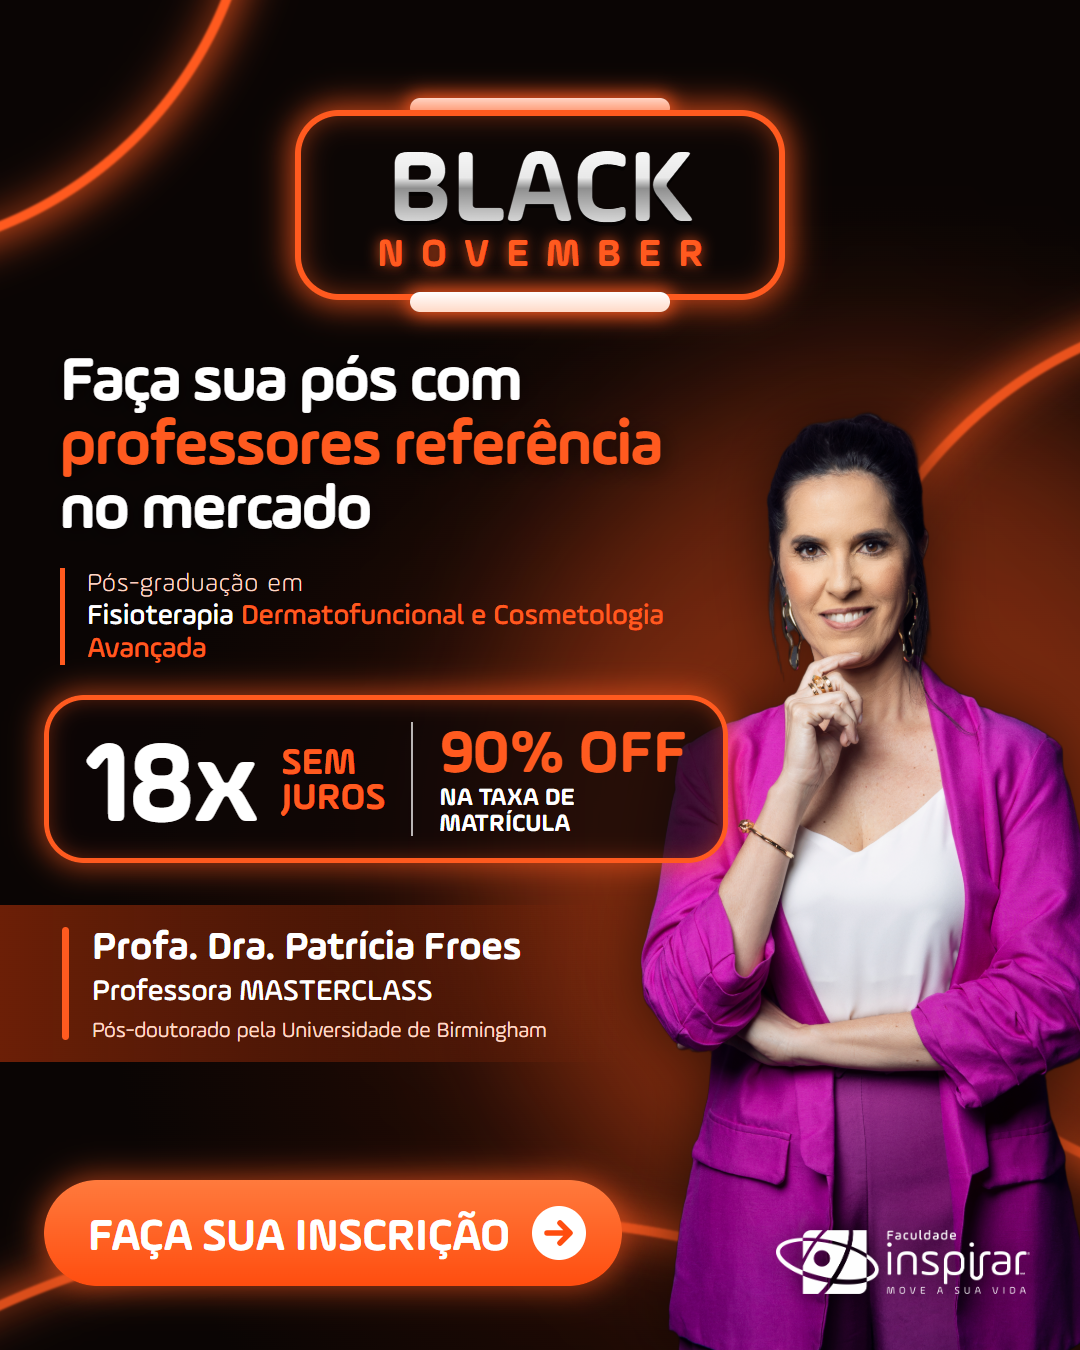 BLACK
NOVEMBER
Faça sua pós com
professores referência
no mercado
Pós-graduação em
Fisioterapia Dermatofuncional e Cosmetologia
Avançada
18x
SEM
JUROS
90% OFF
NA TAXA DE
MATRÍCULA
Profa. Dra. Patrícia Froes
Professora MASTERCLASS
Pós-doutorado pela Universidade de Birmingham
FAÇA SUA INSCRIÇÃO
Faculdade
inspirar
MOVE A SUA VIDA